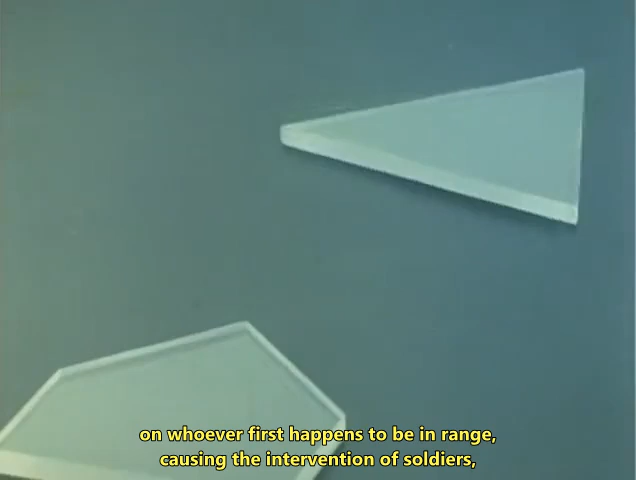 on whoever first happens to be in range,
causing the intervention of soldiers,